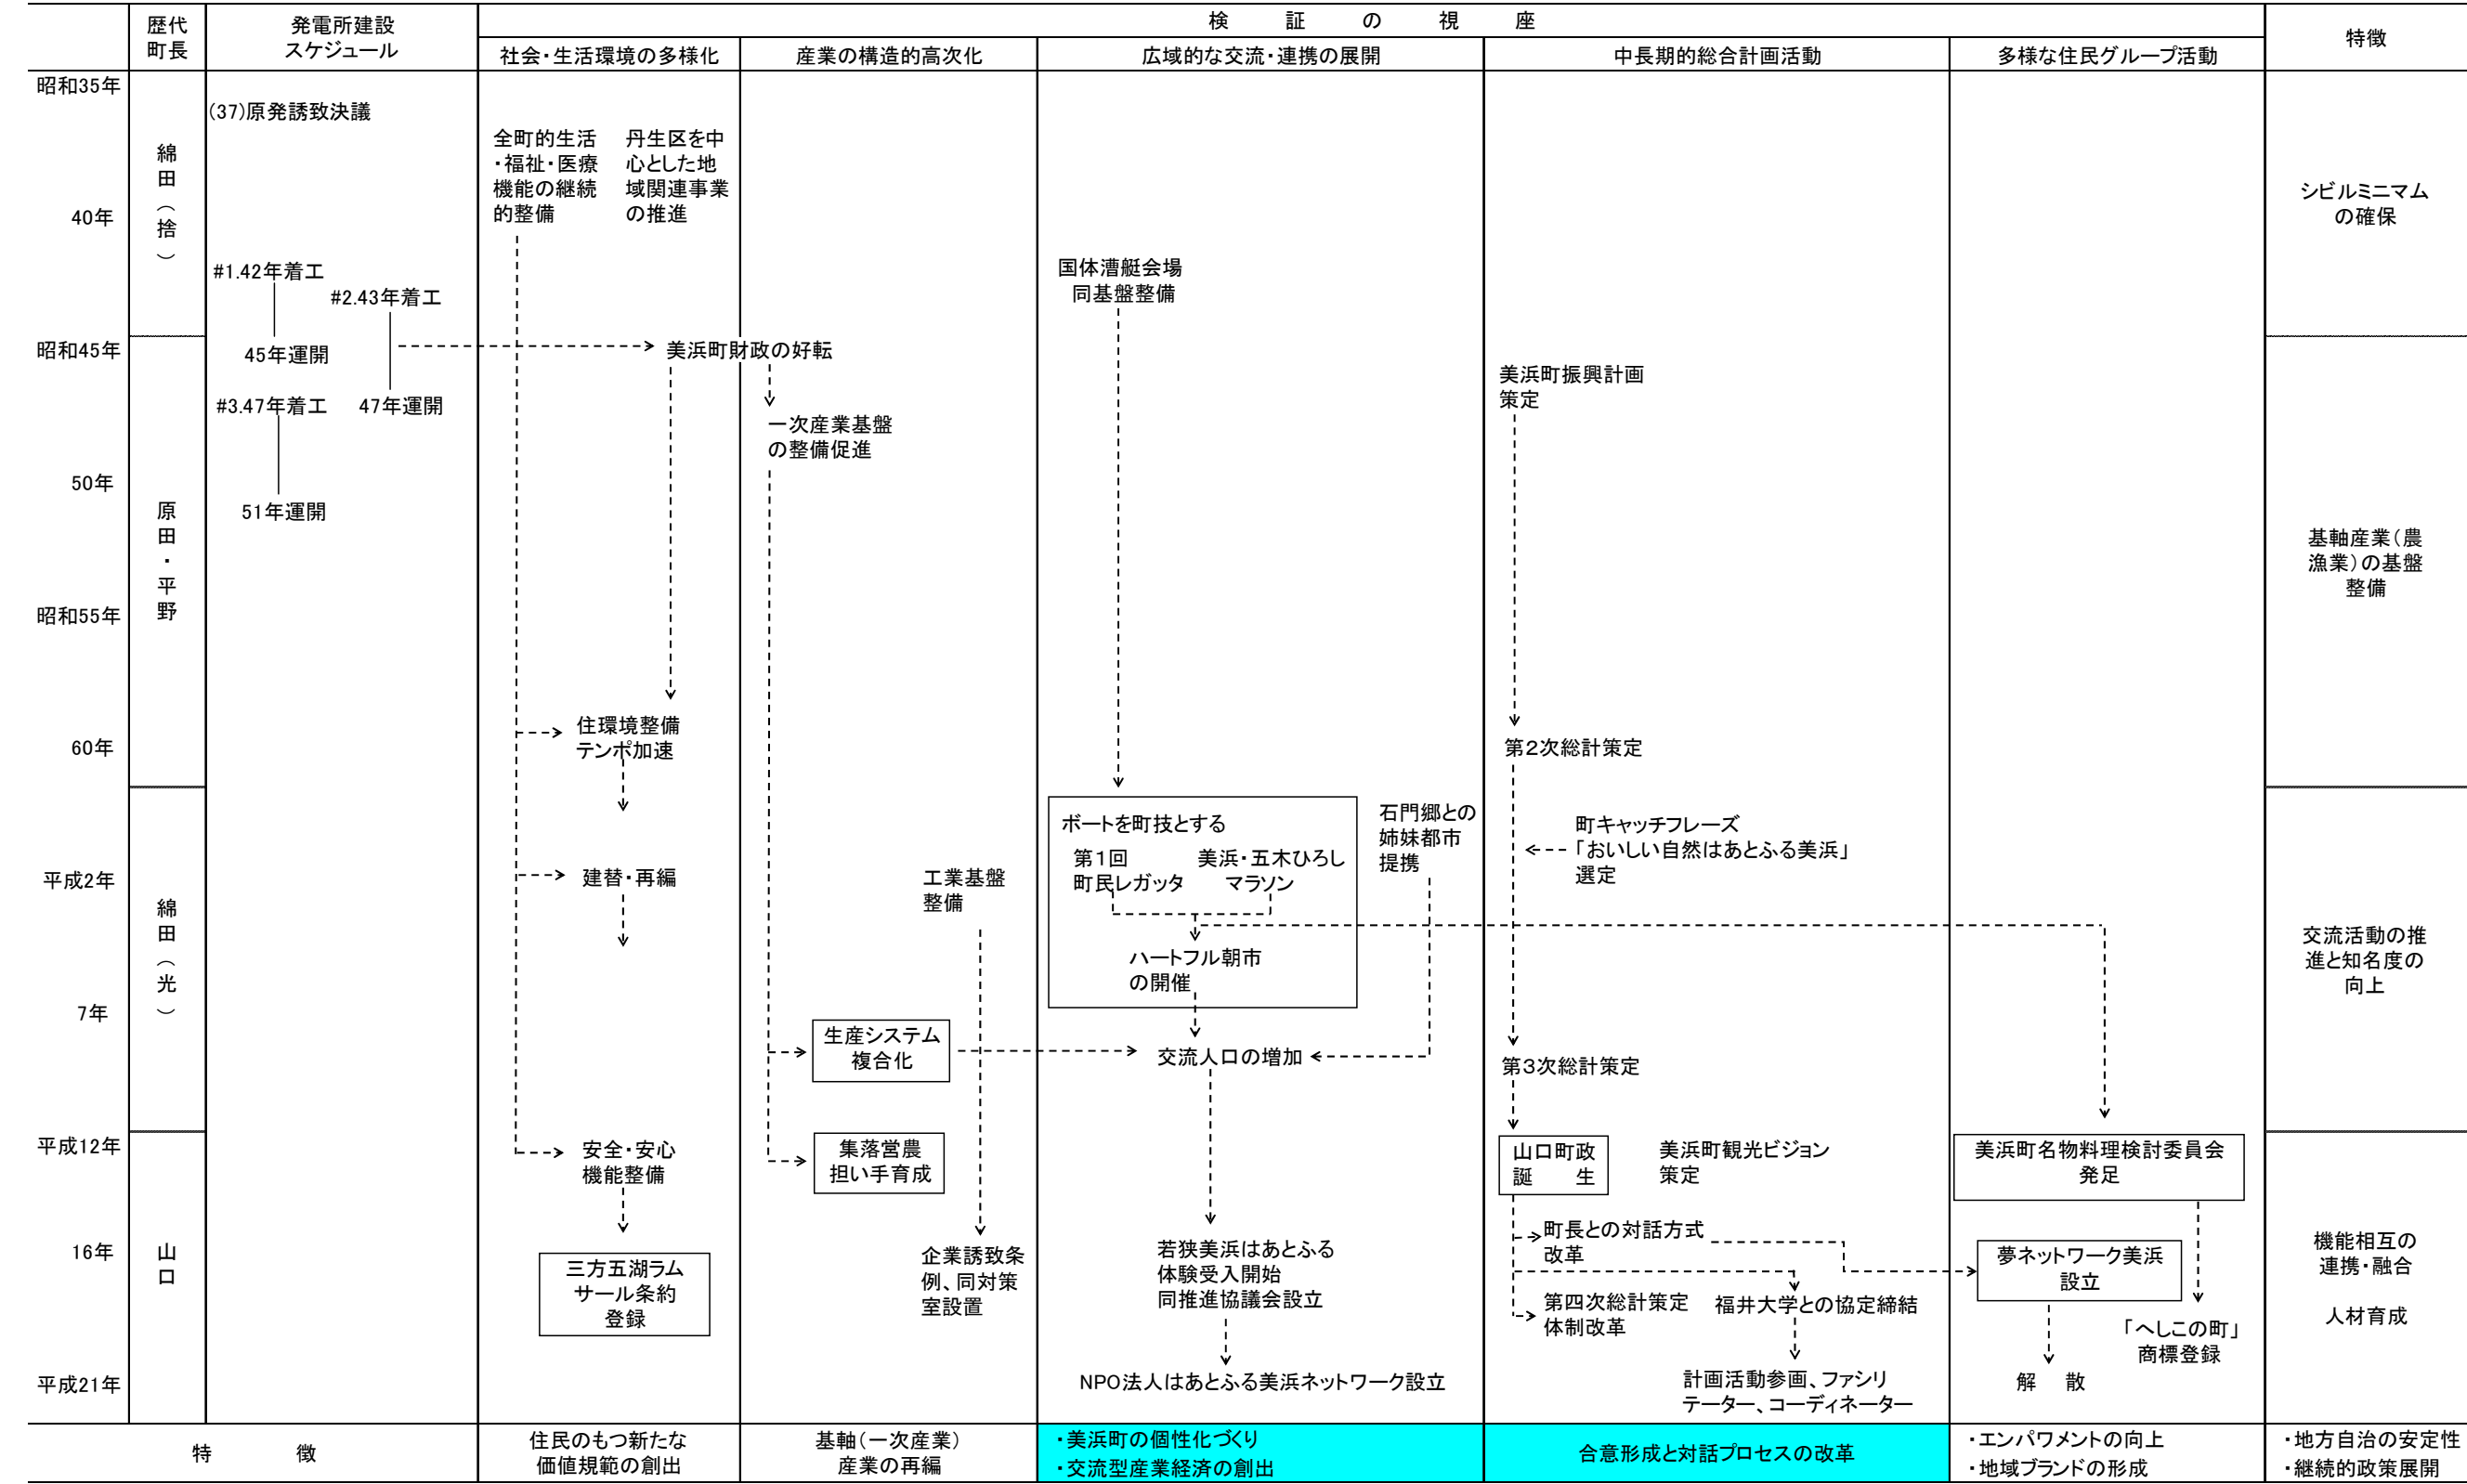 歴代
町長
発電所建設
スケジュール
検 証 の 視 座
特徴
社会・生活環境の多様化
産業の構造的高次化
広域的な交流・連携の展開
中長期的総合計画活動
多様な住民グループ活動
昭和35年
40年
昭和45年
50年
昭和55年
60年
平成2年
7年
平成12年
16年
平成21年
綿田(捨)
原田・平野
綿田(光)
山口
(37)原発誘致決議
#1.42年着工
#2.43年着工
45年運開
#3.47年着工
47年運開
51年運開
全町的生活
・福祉・医療
機能の継続
的整備
丹生区を中
心とした地
域関連事業
の推進
美浜町財政の好転
住環境整備
テンポ加速
建替・再編
安全・安心
機能整備
三方五湖ラム
サール条約
登録
一次産業基盤
の整備促進
工業基盤
整備
生産システム
複合化
集落営農
担い手育成
企業誘致条
例、同対策
室設置
国体漕艇会場
同基盤整備
ボートを町技とする
第1回
町民レガッタ
美浜・五木ひろし
マラソン
ハートフル朝市
の開催
石門郷との
姉妹都市
提携
交流人口の増加
若狭美浜はあとふる
体験受入開始
同推進協議会設立
NPO法人はあとふる美浜ネットワーク設立
美浜町振興計画
策定
第2次総計策定
町キャッチフレーズ
「おいしい自然はあとふる美浜」
選定
第3次総計策定
山口町政
誕 生
美浜町観光ビジョン
策定
町長との対話方式
改革
第四次総計策定
体制改革
福井大学との協定締結
計画活動参画、ファシリ
テーター、コーディネーター
美浜町名物料理検討委員会
発足
夢ネットワーク美浜
設立
「へしこの町」
商標登録
解 散
シビルミニマム
の確保
基軸産業(農
漁業)の基盤
整備
交流活動の推
進と知名度の
向上
機能相互の
連携・融合
人材育成
特 徴
住民のもつ新たな
価値規範の創出
基軸(一次産業)
産業の再編
・美浜町の個性化づくり
・交流型産業経済の創出
合意形成と対話プロセスの改革
・エンパワメントの向上
・地域ブランドの形成
・地方自治の安定性
・継続的政策展開